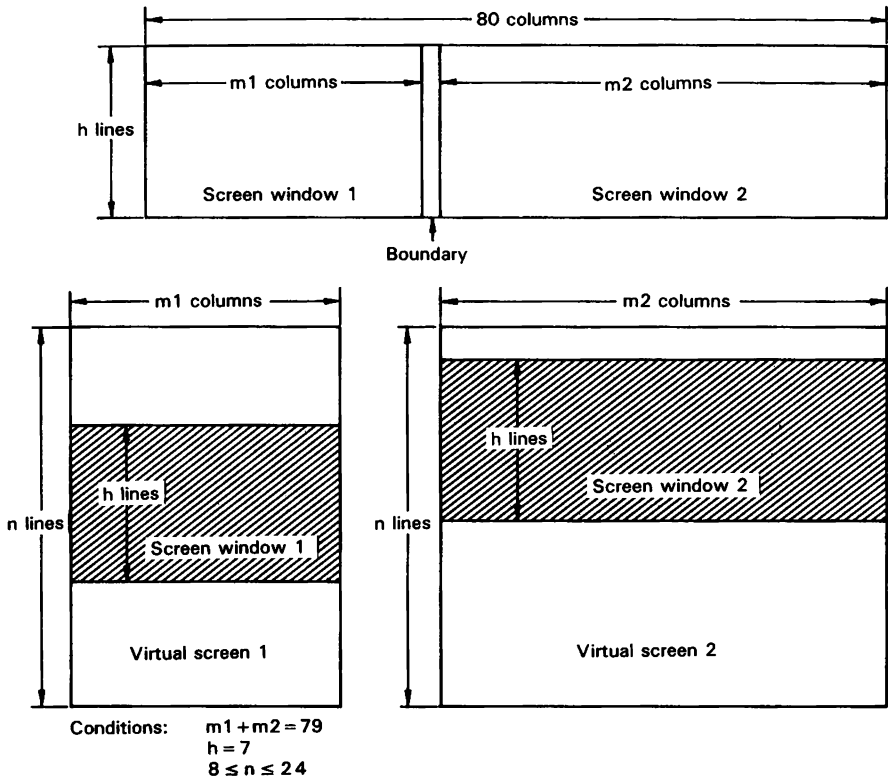 80 columns
m1 columns
m2 columns
h lines
Screen window 1
Screen window 2
Boundary
m1 columns
m2 columns
h lines
h lines
Screen window 2
n lines
n lines
Screen window 1
Virtual screen 1
Virtual screen 2
Conditions: m1+m2=79
h=7
8 ≤ n ≤ 24